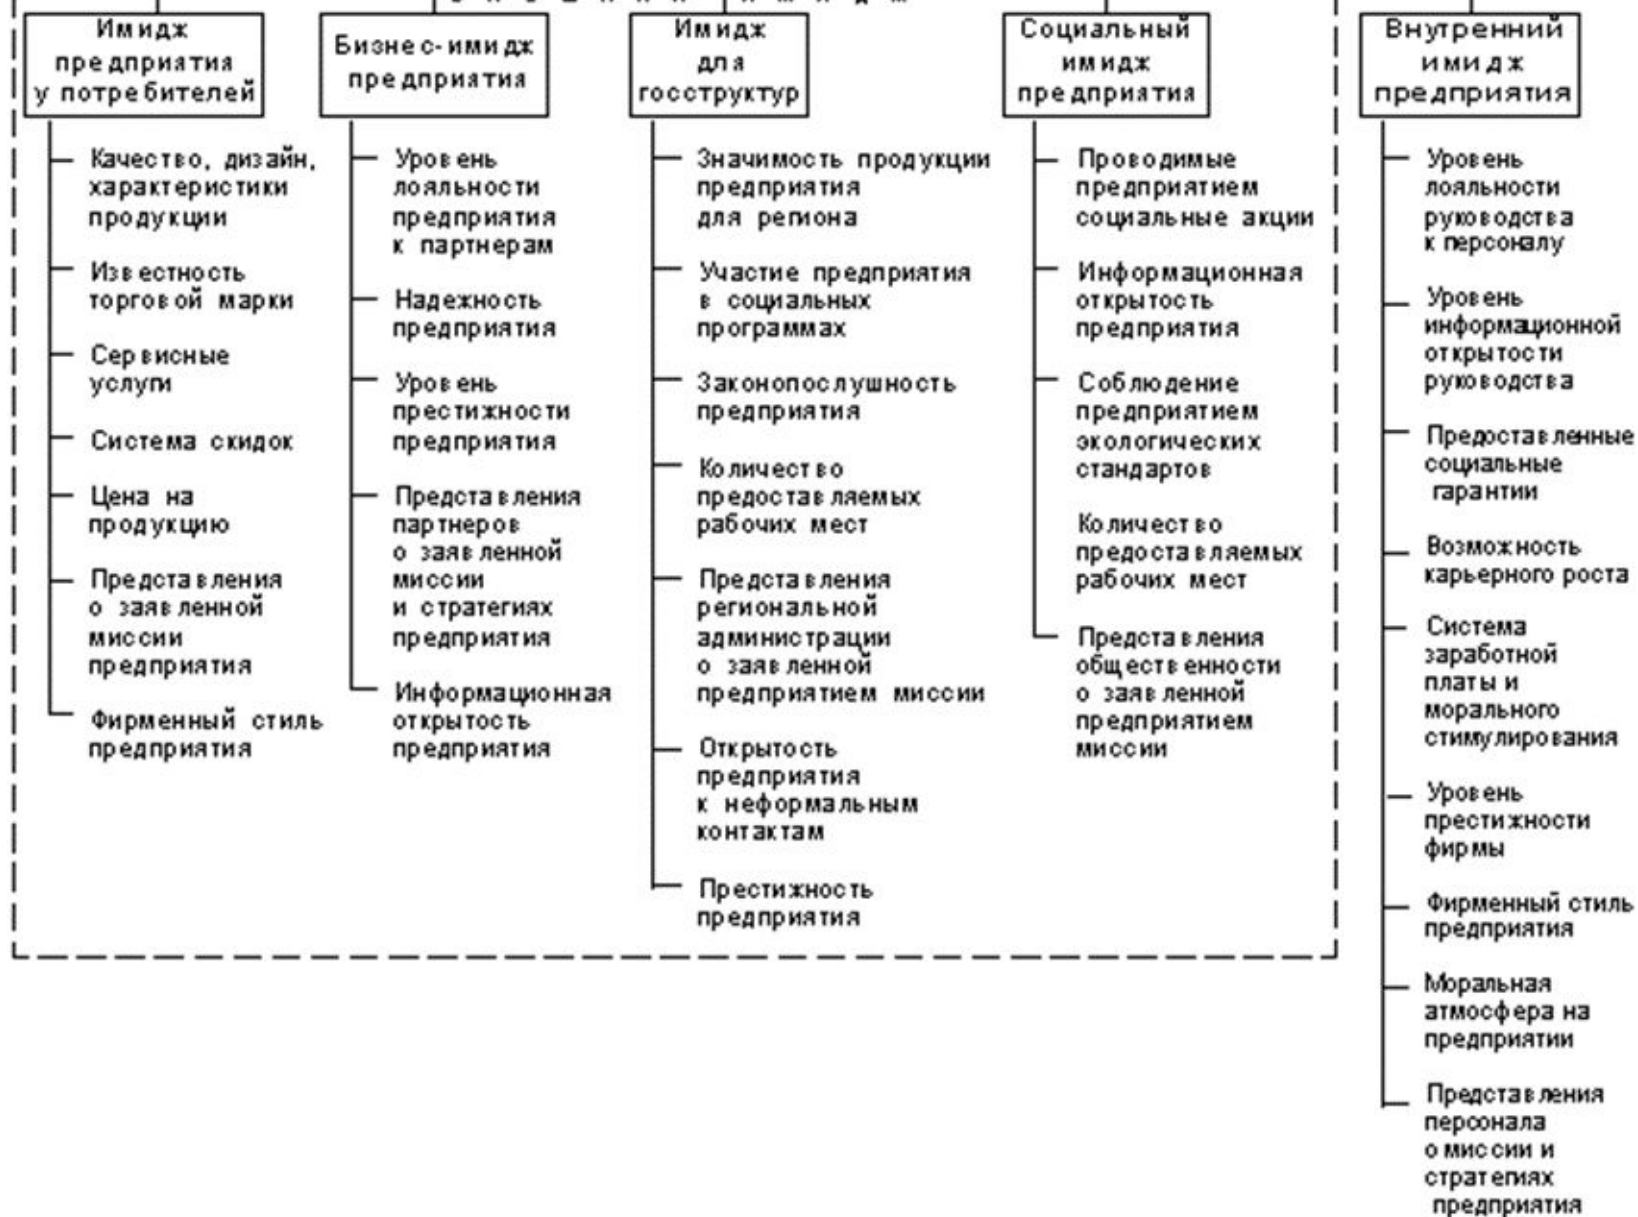 Имидж
предприятия
у потребителей
Качество, дизайн,
характеристики
продукции
Известность
торговой марки
Сервисные
услуги
Система скидок
Цена на
продукцию
Представления
о заявленной
миссии
предприятия
Фирменный стиль
предприятия
Бизнес-имидж
предприятия
Уровень
лояльности
предприятия
к партнерам
Надежность
предприятия
Уровень
престижности
предприятия
Представления
партнеров
о заявленной
миссии
и стратегиях
предприятия
Информационная
открытость
предприятия
Имидж
для
госструктур
Значимость продукции
предприятия
для региона
Участие предприятия
в социальных
программах
Законопослушность
предприятия
Количество
предоставляемых
рабочих мест
Представления
региональной
администрации
о заявленной
предприятием миссии
Открытость
предприятия
к неформальным
контактам
Престижность
предприятия
Социальный
имидж
предприятия
Проводимые
предприятием
социальные акции
Информационная
открытость
предприятия
Соблюдение
предприятием
экологических
стандартов
Количество
предоставляемых
рабочих мест
Представления
общественности
о заявленной
предприятием
миссии
Внутренний
имидж
предприятия
Уровень
лояльности
руководства
к персоналу
Уровень
информационной
открытости
руководства
Предоставленные
социальные
гарантии
Возможность
карьерного роста
Система
заработной
платы и
морального
стимулирования
Уровень
престижности
фирмы
Фирменный стиль
предприятия
Моральная
атмосфера на
предприятии
Представления
персонала
о миссии и
стратегиях
предприятия